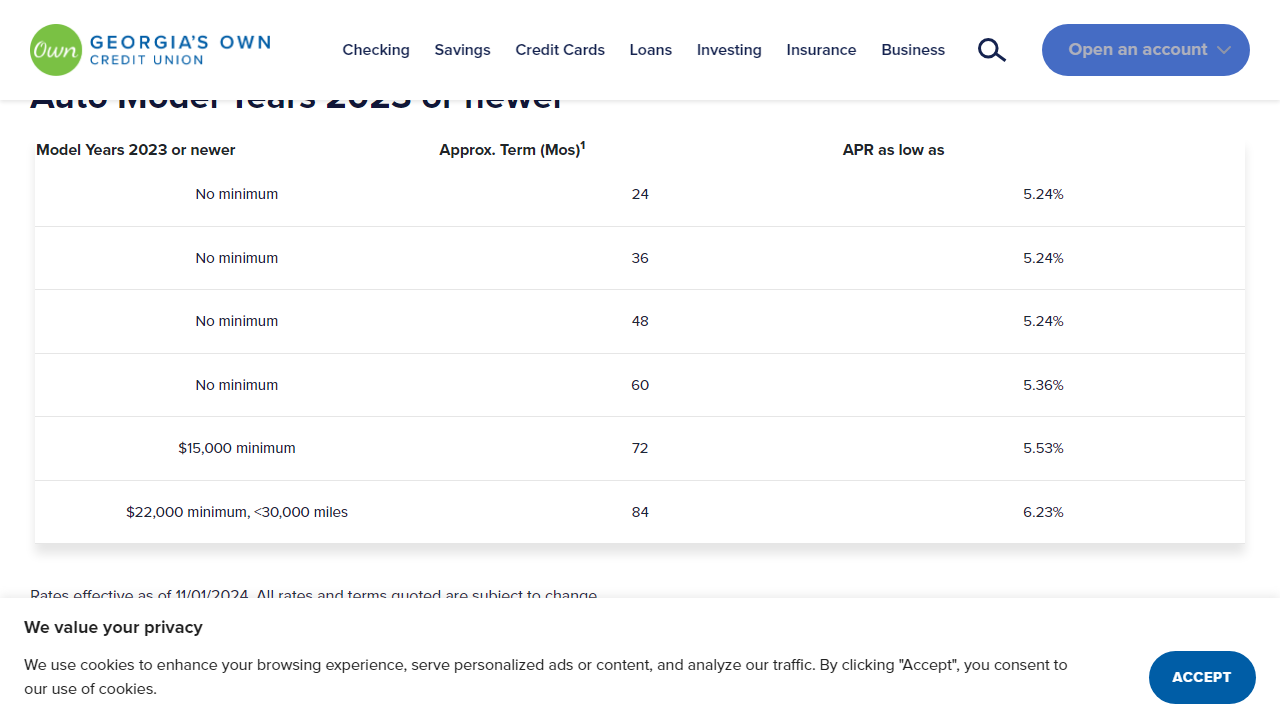 Own GEORGIA'S OWN
CREDIT UNION
Checking Savings Credit Cards Loans Investing Insurance Business Open an account
Auto Model Years 2023 or newer
Model Years 2023 or newer Approx. Term (Mos)1 APR as low as
No minimum 24 5.24%
No minimum 36 5.24%
No minimum 48 5.24%
No minimum 60 5.36%
$15,000 minimum 72 5.53%
$22,000 minimum, <30,000 miles 84 6.23%
Rates effective as of 11/01/2024. All rates and terms quoted are subject to change.
We value your privacy
We use cookies to enhance your browsing experience, serve personalized ads or content, and analyze our traffic. By clicking "Accept", you consent to
our use of cookies.
ACCEPT